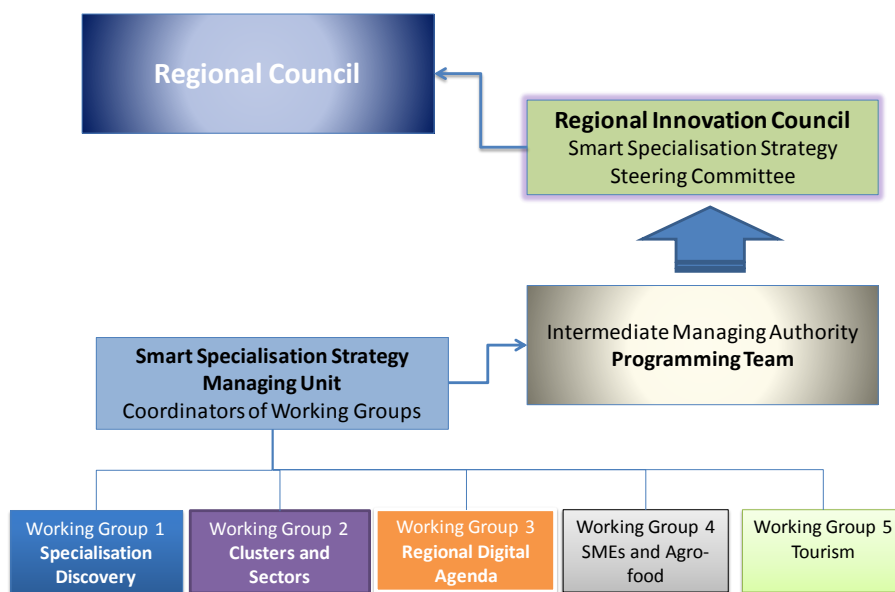 Regional Council
Regional Innovation Council
Smart Specialisation Strategy
Steering Committee
Intermediate Managing Authority
Programming Team
Smart Specialisation Strategy
Managing Unit
Coordinators of Working Groups
Working Group 1
Specialisation
Discovery
Working Group 2
Clusters and
Sectors
Working Group 3
Regional Digital
Agenda
Working Group 4
SMEs and Agro-
food
Working Group 5
Tourism